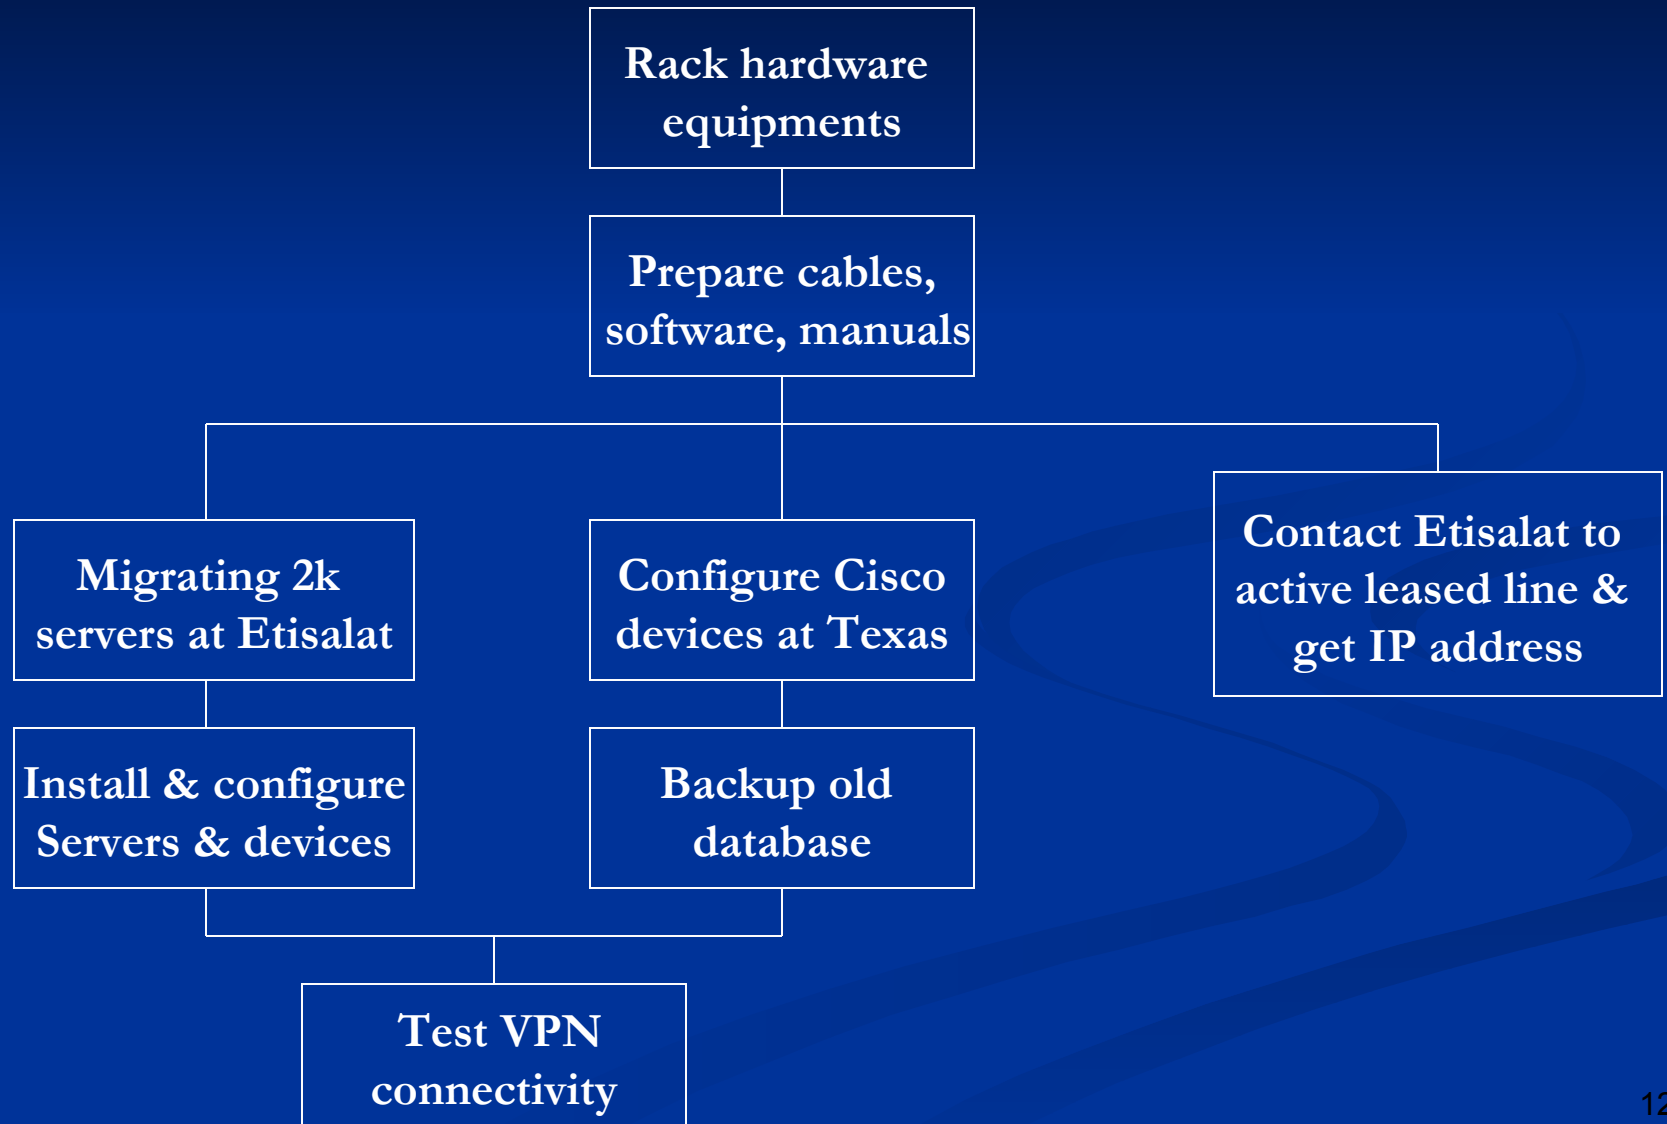 Rack hardware
equipments
Prepare cables,
software, manuals
Migrating 2k
servers at Etisalat
Configure Cisco
devices at Texas
Contact Etisalat to
active leased line &
get IP address
Install & configure
Servers & devices
Backup old
database
Test VPN
connectivity
12